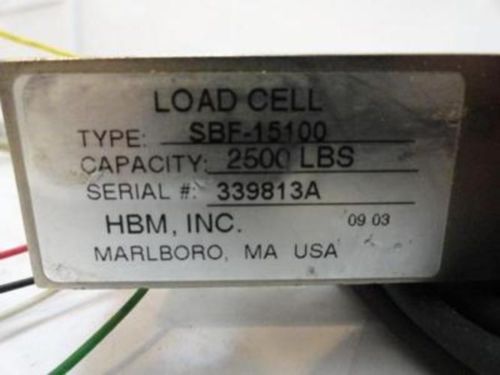 LOAD CELL
TYPE: SBF-15100
CAPACITY: 2500 LBS
SERIAL #: 339813A
HBM, INC. 09 03
MARLBORO, MA USA